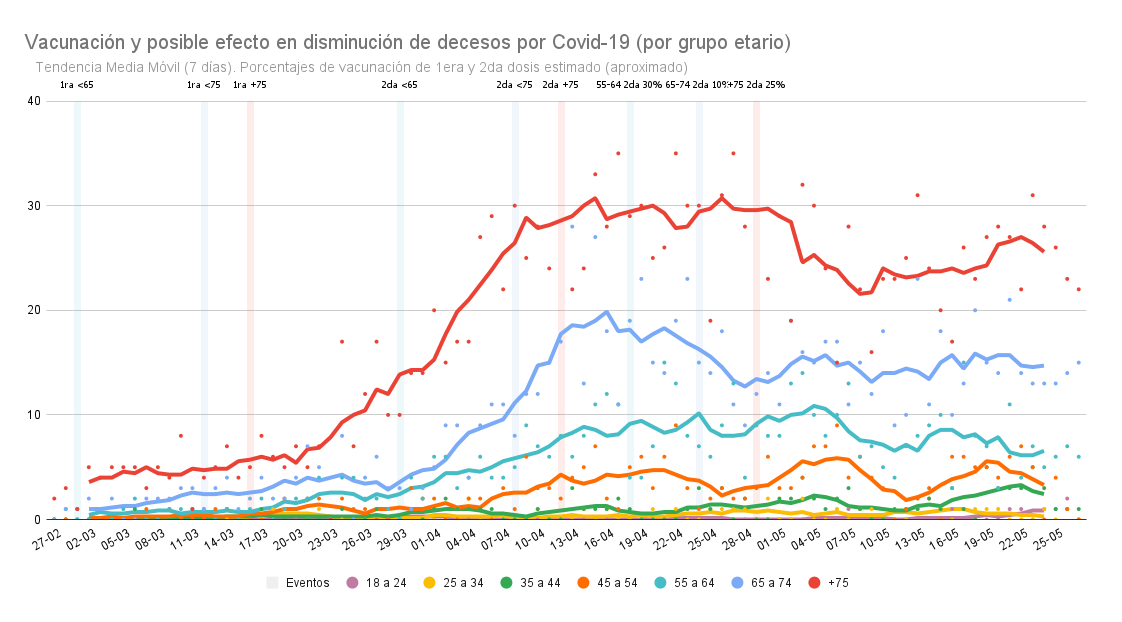 Vacunación y posible efecto en disminución de decesos por Covid-19 (por grupo etario)
Tendencia Media Móvil (7 días). Porcentajes de vacunación de 1era y 2da dosis estimado (aproximado)
1ra <65 1ra <75 1ra +75 2da <65 2da <75 2da +75 55-64 2da 30% 65-74 2da 10% +75 2da 25%
40
30
20
10
0
27-02 02-03 05-03 08-03 11-03 14-03 17-03 20-03 23-03 26-03 29-03 01-04 04-04 07-04 10-04 13-04 16-04 19-04 22-04 25-04 28-04 01-05 04-05 07-05 10-05 13-05 16-05 19-05 22-05 25-05
Eventos 18 a 24 25 a 34 35 a 44 45 a 54 55 a 64 65 a 74 +75